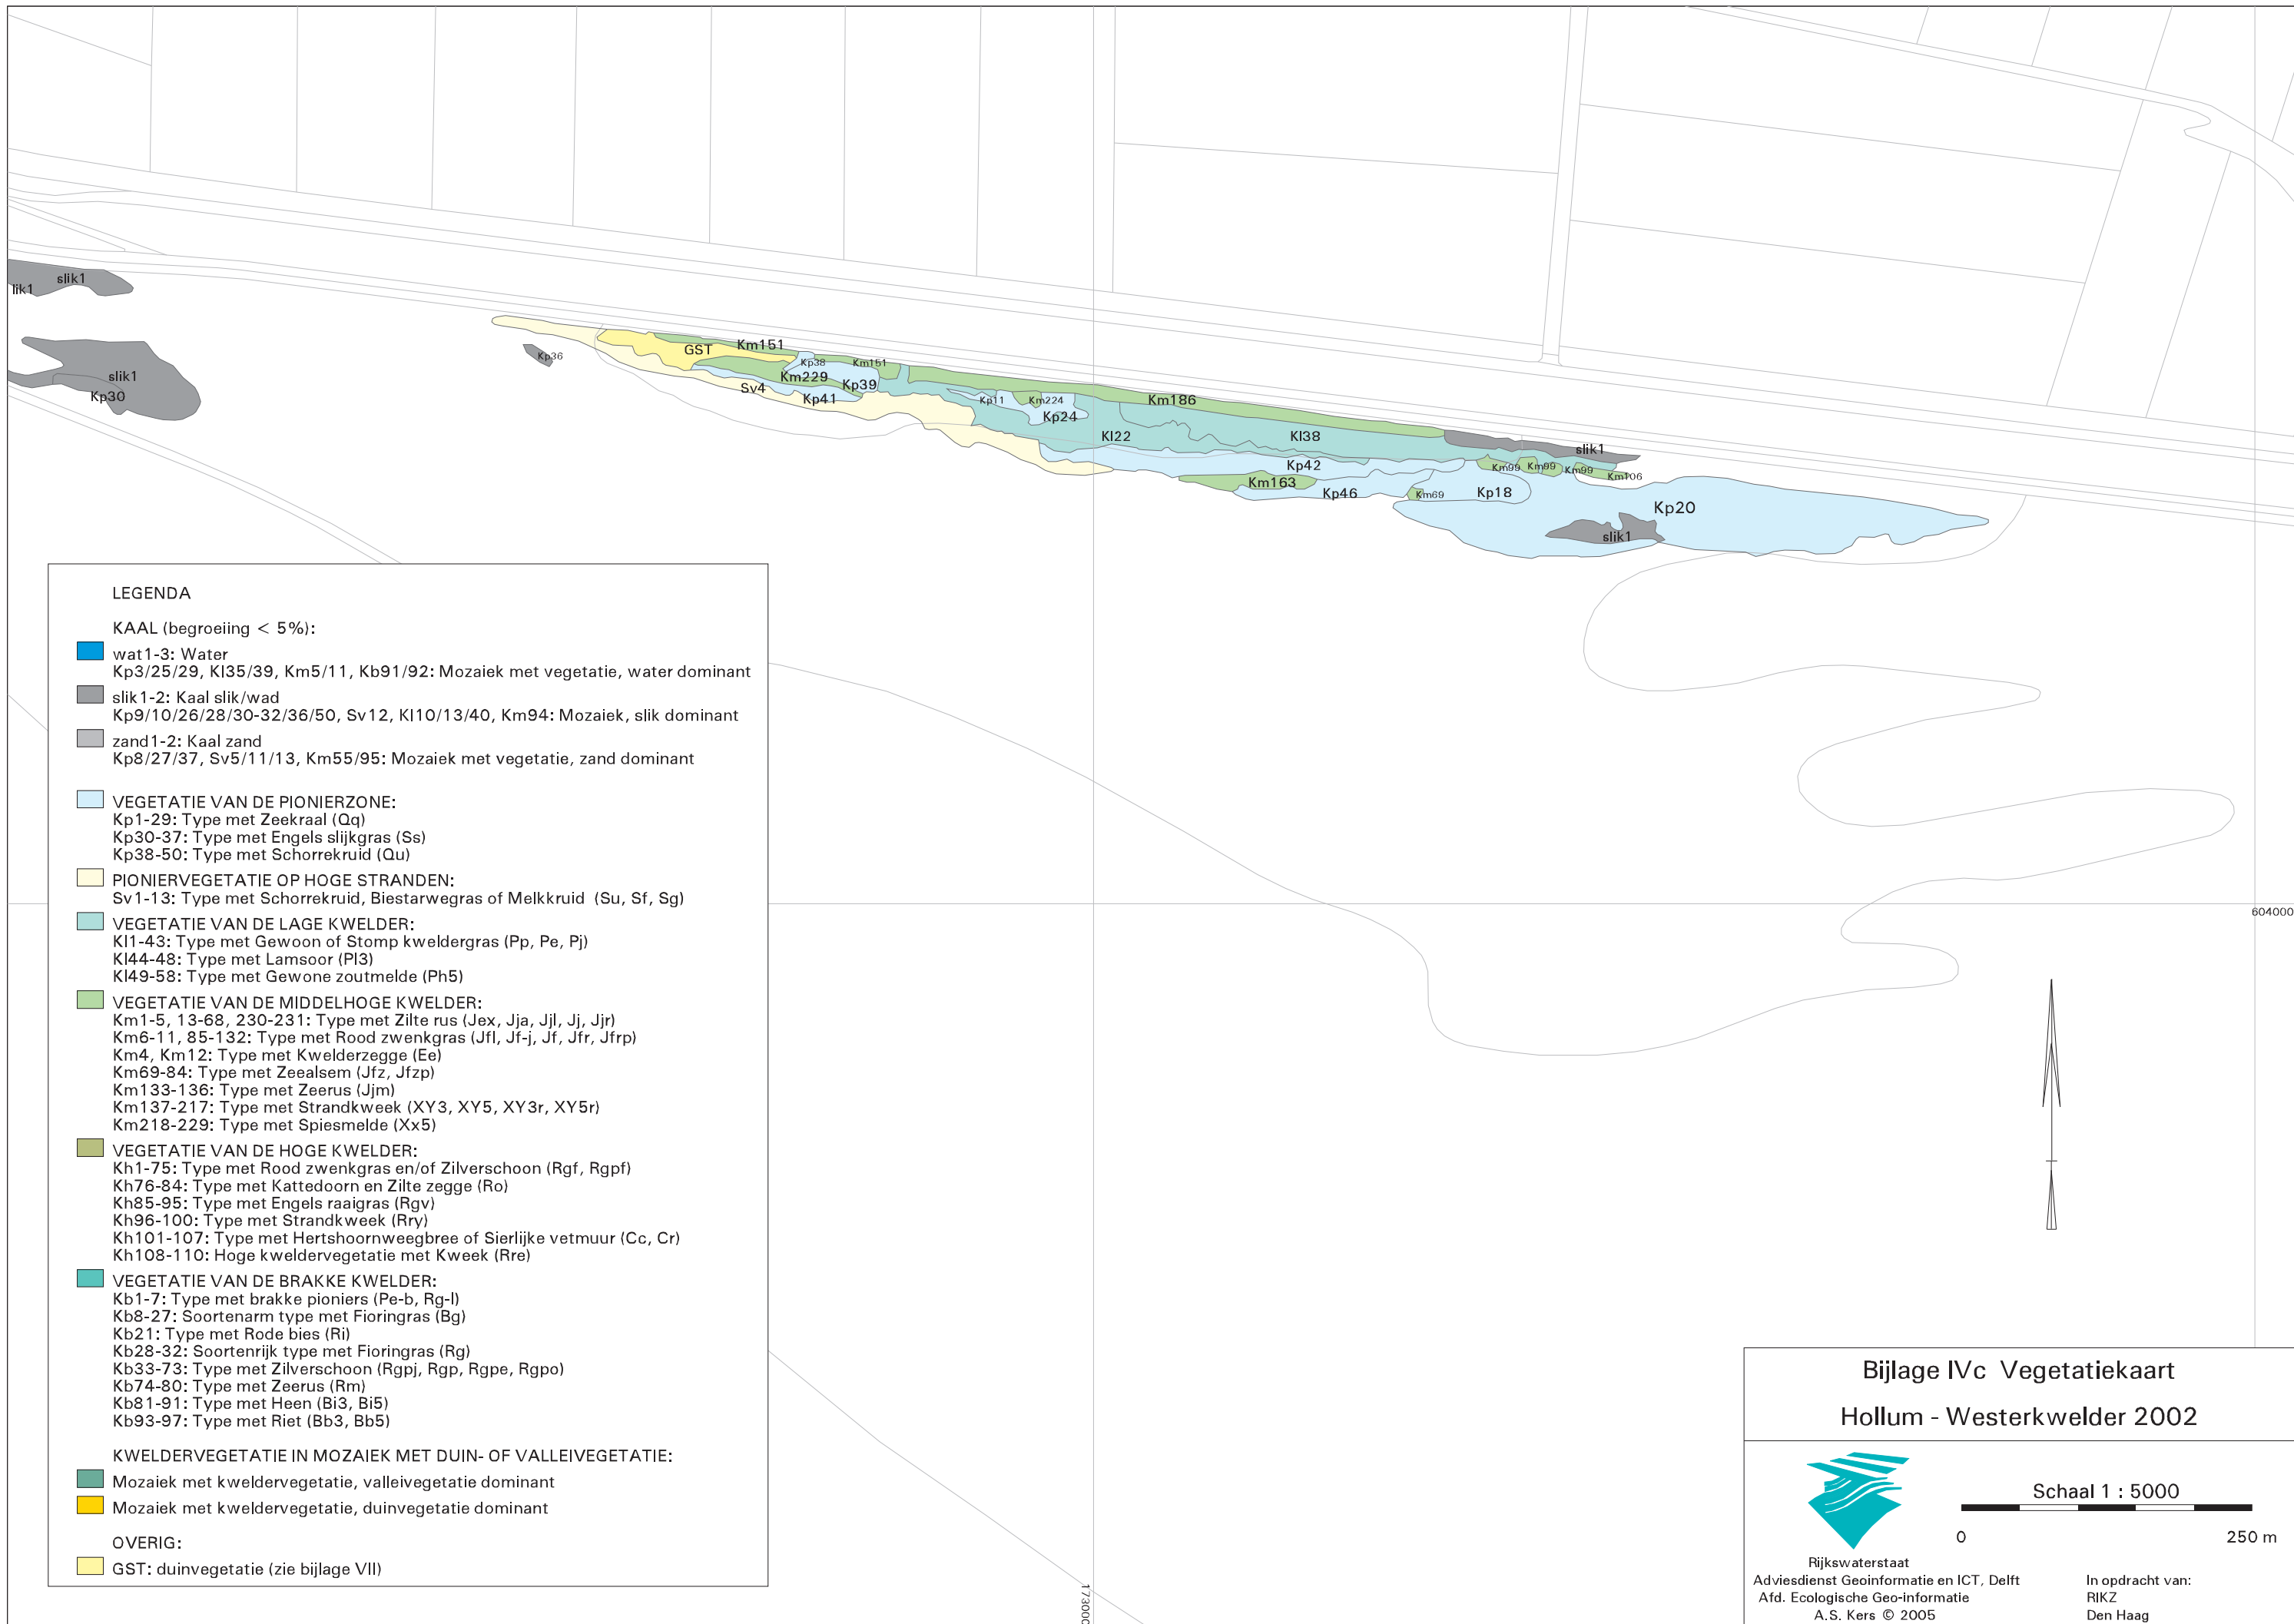 slik1
lik1
slik1
Kp30
Kp36
GST
Km151
Kp38
Km151
Km229
Kp39
Sv4
Kp41
Kp11
Km224
Kp24
Km186
Kl22
Kl38
slik1
Kp42
Km99
Km99
Km99
Km106
Km163
Kp46
Km69
Kp18
Kp20
slik1
604000
173000
LEGENDA
KAAL (begroeiing < 5%):
wat1-3: Water
Kp3/25/29, Kl35/39, Km5/11, Kb91/92: Mozaiek met vegetatie, water dominant
slik1-2: Kaal slik/wad
Kp9/10/26/28/30-32/36/50, Sv12, Kl10/13/40, Km94: Mozaiek, slik dominant
zand1-2: Kaal zand
Kp8/27/37, Sv5/11/13, Km55/95: Mozaiek met vegetatie, zand dominant
VEGETATIE VAN DE PIONIERZONE:
Kp1-29: Type met Zeekraal (Qq)
Kp30-37: Type met Engels slijkgras (Ss)
Kp38-50: Type met Schorrekruid (Qu)
PIONIERVEGETATIE OP HOGE STRANDEN:
Sv1-13: Type met Schorrekruid, Biestarwegras of Melkkruid (Su, Sf, Sg)
VEGETATIE VAN DE LAGE KWELDER:
Kl1-43: Type met Gewoon of Stomp kweldergras (Pp, Pe, Pj)
Kl44-48: Type met Lamsoor (Pl3)
Kl49-58: Type met Gewone zoutmelde (Ph5)
VEGETATIE VAN DE MIDDELHOGE KWELDER:
Km1-5, 13-68, 230-231: Type met Zilte rus (Jex, Jja, Jjl, Jj, Jjr)
Km6-11, 85-132: Type met Rood zwenkgras (Jfl, Jf-j, Jf, Jfr, Jfrp)
Km4, Km12: Type met Kwelderzegge (Ee)
Km69-84: Type met Zeealsem (Jfz, Jfzp)
Km133-136: Type met Zeerus (Jjm)
Km137-217: Type met Strandkweek (XY3, XY5, XY3r, XY5r)
Km218-229: Type met Spiesmelde (Xx5)
VEGETATIE VAN DE HOGE KWELDER:
Kh1-75: Type met Rood zwenkgras en/of Zilverschoon (Rgf, Rgpf)
Kh76-84: Type met Kattedoorn en Zilte zegge (Ro)
Kh85-95: Type met Engels raaigras (Rgv)
Kh96-100: Type met Strandkweek (Rry)
Kh101-107: Type met Hertshoornweegbree of Sierlijke vetmuur (Cc, Cr)
Kh108-110: Hoge kweldervegetatie met Kweek (Rre)
VEGETATIE VAN DE BRAKKE KWELDER:
Kb1-7: Type met brakke pioniers (Pe-b, Rg-l)
Kb8-27: Soortenarm type met Fioringras (Bg)
Kb21: Type met Rode bies (Ri)
Kb28-32: Soortenrijk type met Fioringras (Rg)
Kb33-73: Type met Zilverschoon (Rgpj, Rgp, Rgpe, Rgpo)
Kb74-80: Type met Zeerus (Rm)
Kb81-91: Type met Heen (Bi3, Bi5)
Kb93-97: Type met Riet (Bb3, Bb5)
KWELDERVEGETATIE IN MOZAIEK MET DUIN- OF VALLEIVEGETATIE:
Mozaiek met kweldervegetatie, valleivegetatie dominant
Mozaiek met kweldervegetatie, duinvegetatie dominant
OVERIG:
GST: duinvegetatie (zie bijlage VII)
Bijlage IVc Vegetatiekaart
Hollum - Westerkwelder 2002
Schaal 1 : 5000
0 250 m
Rijkswaterstaat
Adviesdienst Geoinformatie en ICT, Delft
Afd. Ecologische Geo-informatie
A.S. Kers © 2005
In opdracht van:
RIKZ
Den Haag